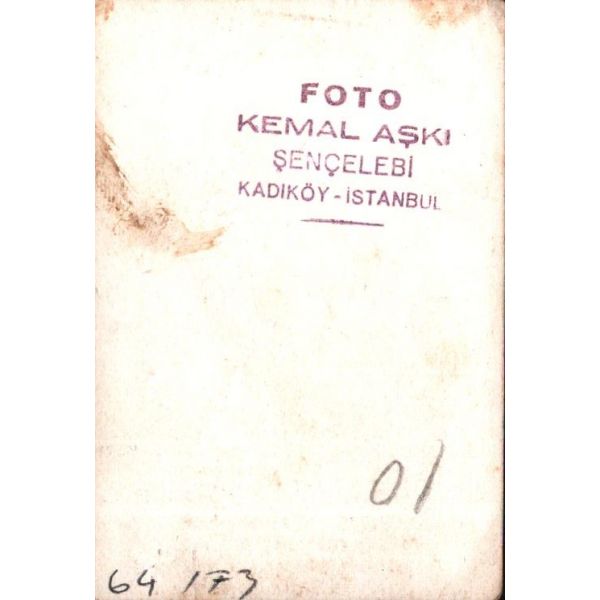 FOTO
KEMAL AŞKI
ŞENÇELEBİ
KADIKÖY - İSTANBUL
01
64 173